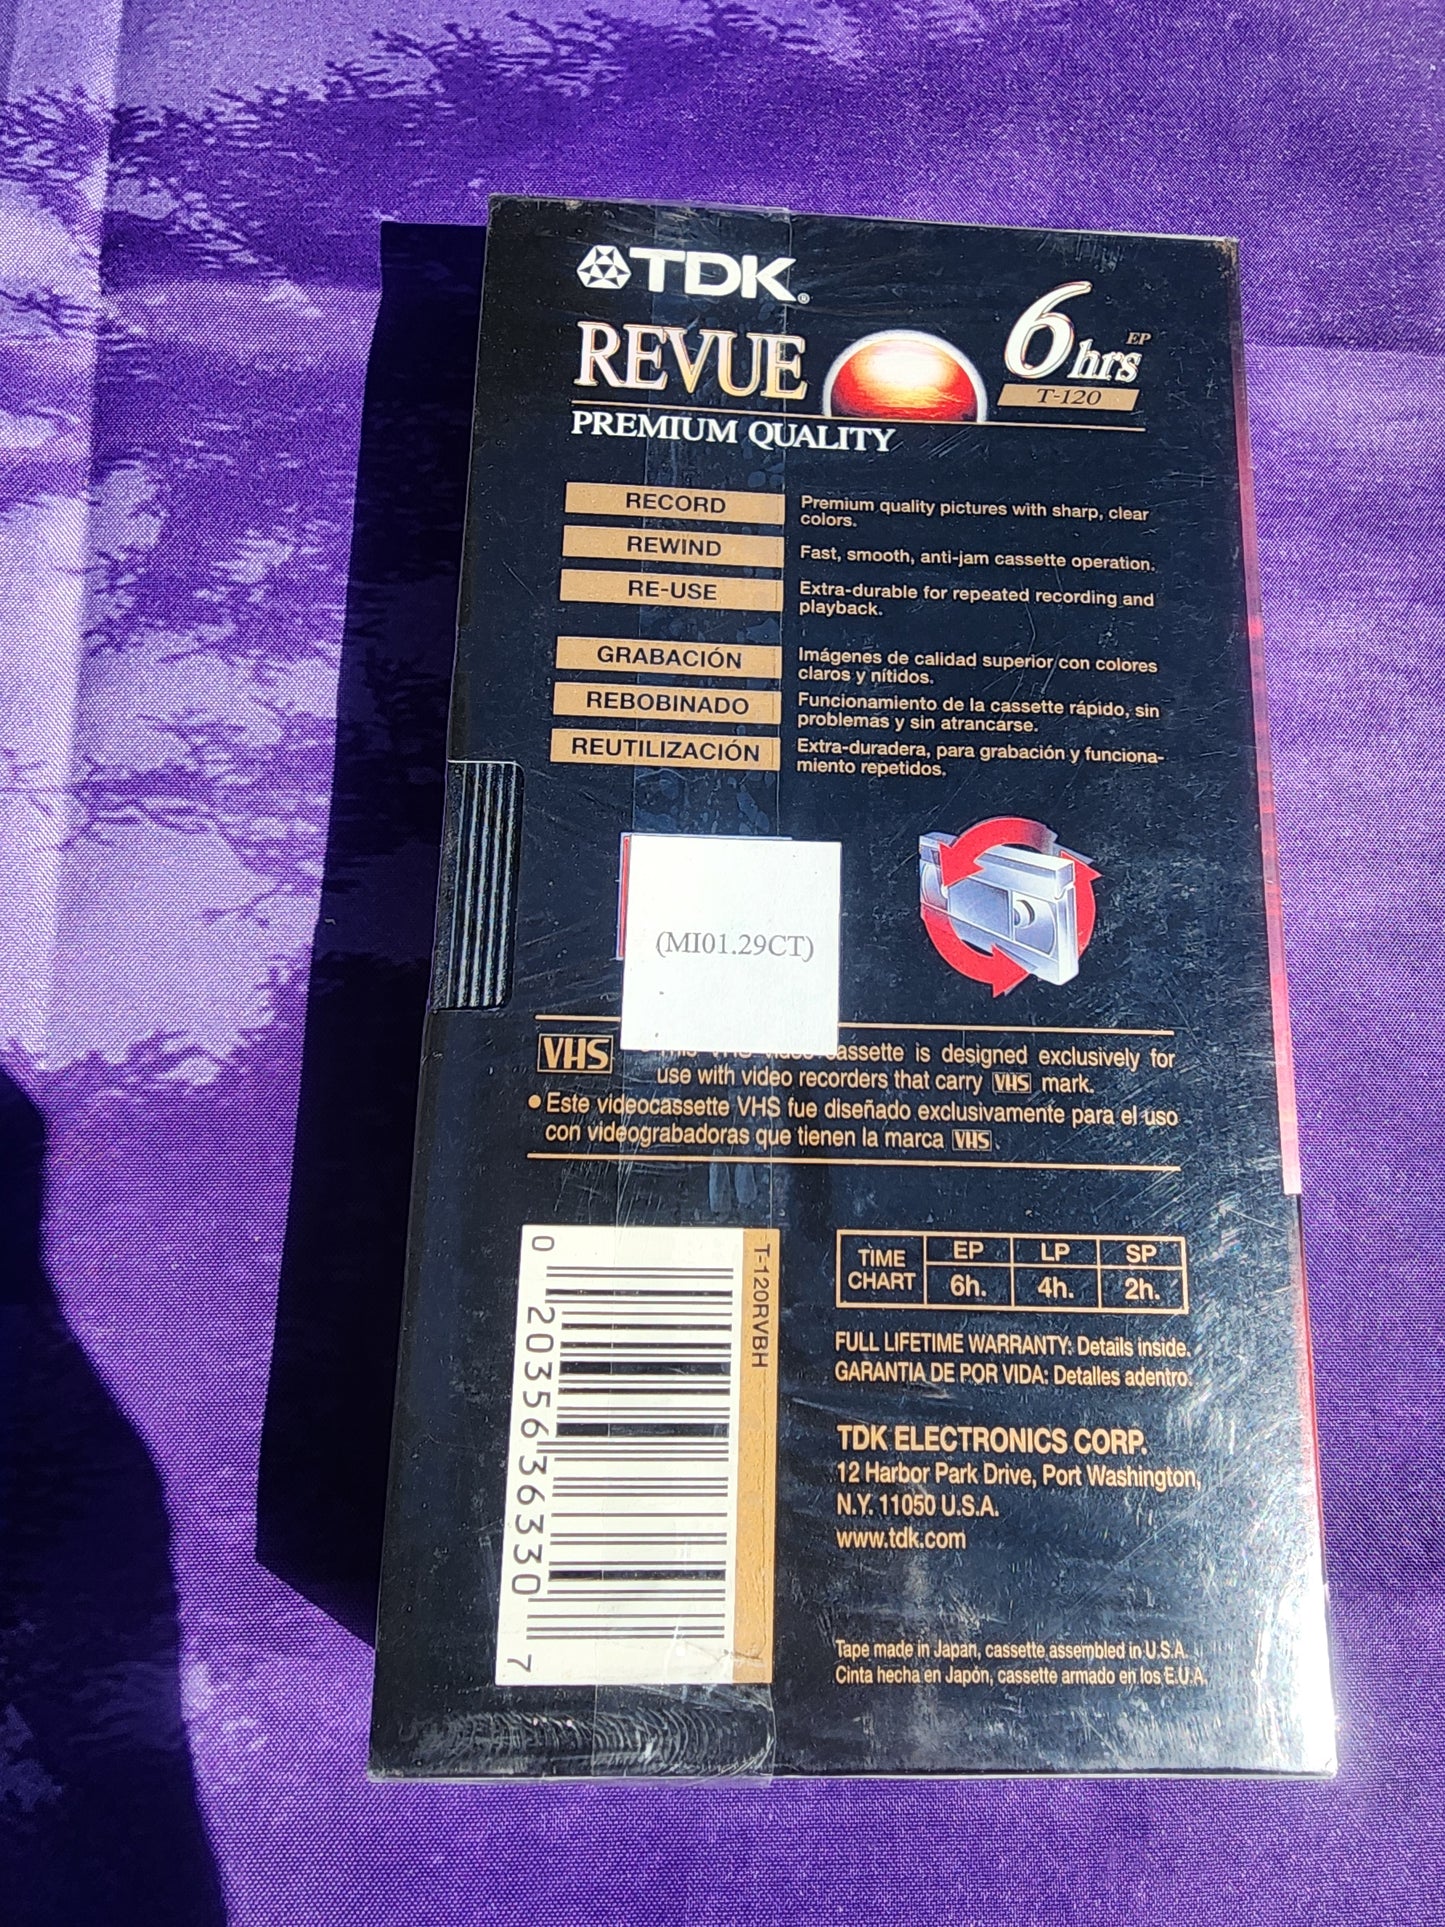 TDK®
REVUE
6hrs EP
T-120
PREMIUM QUALITY
RECORD
Premium quality pictures with sharp, clear
colors.
REWIND
Fast, smooth, anti-jam cassette operation.
RE-USE
Extra-durable for repeated recording and
playback.
GRABACIÓN
Imágenes de calidad superior con colores
claros y nítidos.
REBOBINADO
Funcionamiento de la cassette rápido, sin
problemas y sin atrancarse.
REUTILIZACIÓN
Extra-duradera, para grabación y funciona-
miento repetidos.
(MI01.29CT)
VHS
cassette is designed exclusively for
use with video recorders that carry VHS mark.
● Este videocassette VHS fue diseñado exclusivamente para el uso
con videograbadoras que tienen la marca VHS.
T-120RVBH
0 20356 36330 7
TIME CHART EP LP SP
6h. 4h. 2h.
FULL LIFETIME WARRANTY: Details inside.
GARANTIA DE POR VIDA: Detalles adentro.
TDK ELECTRONICS CORP.
12 Harbor Park Drive, Port Washington,
N.Y. 11050 U.S.A.
www.tdk.com
Tape made in Japan, cassette assembled in U.S.A.
Cinta hecha en Japón, cassette armado en los E.U.A.